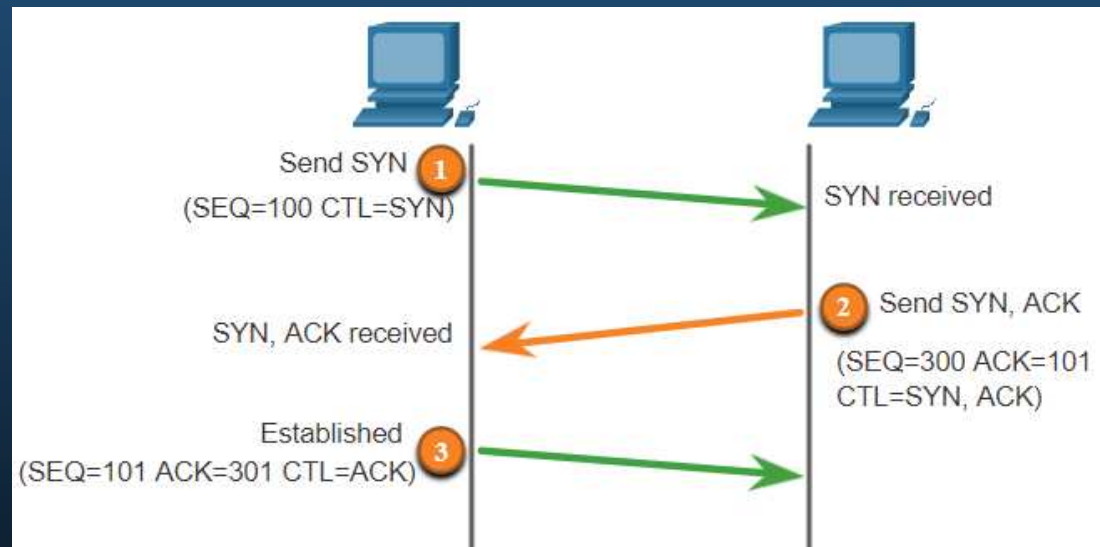 Send SYN 1
(SEQ=100 CTL=SYN)
SYN received
2 Send SYN, ACK
SYN, ACK received
(SEQ=300 ACK=101
CTL=SYN, ACK)
Established 3
(SEQ=101 ACK=301 CTL=ACK)